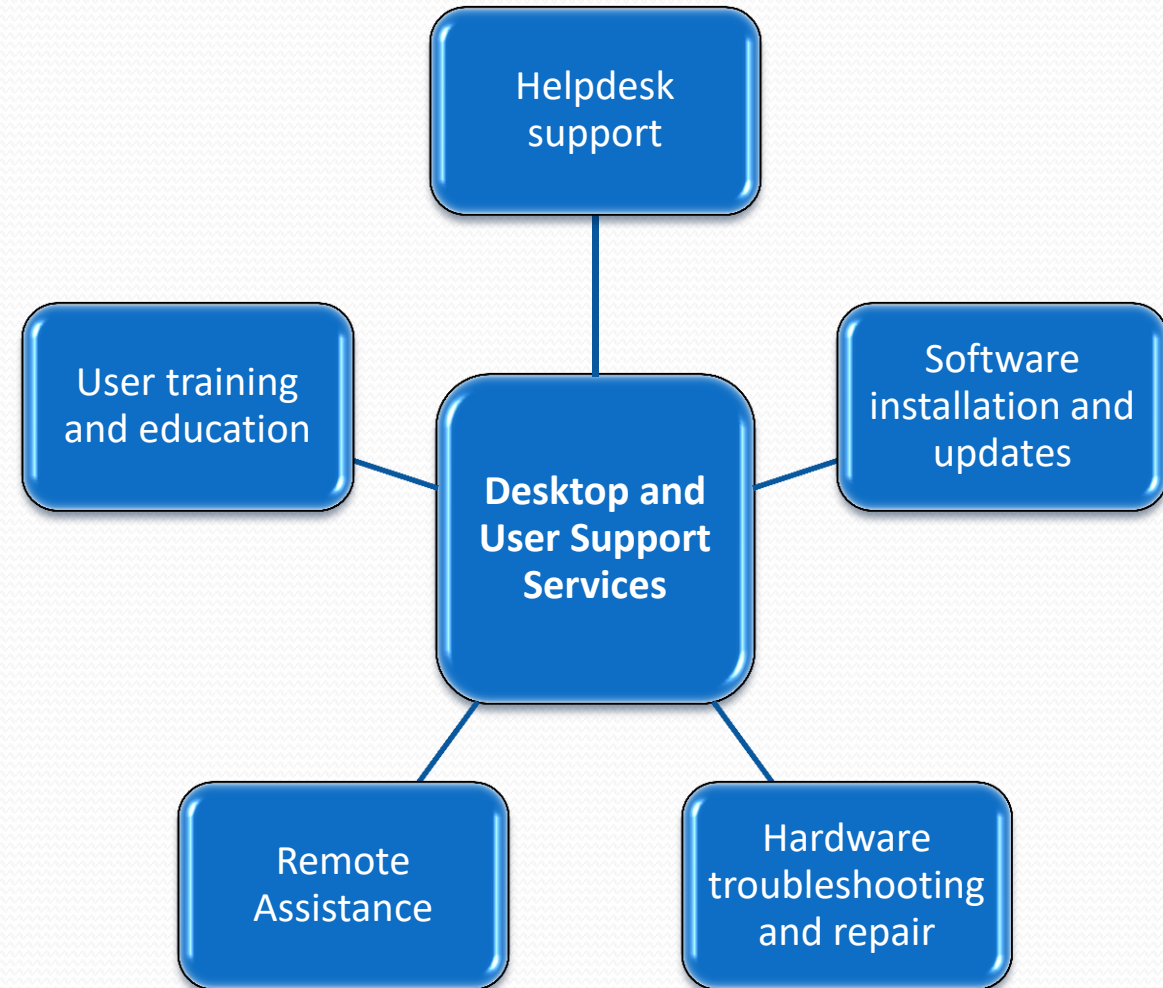 Helpdesk
support
User training
and education
Software
installation and
updates
Desktop and
User Support
Services
Remote
Assistance
Hardware
troubleshooting
and repair